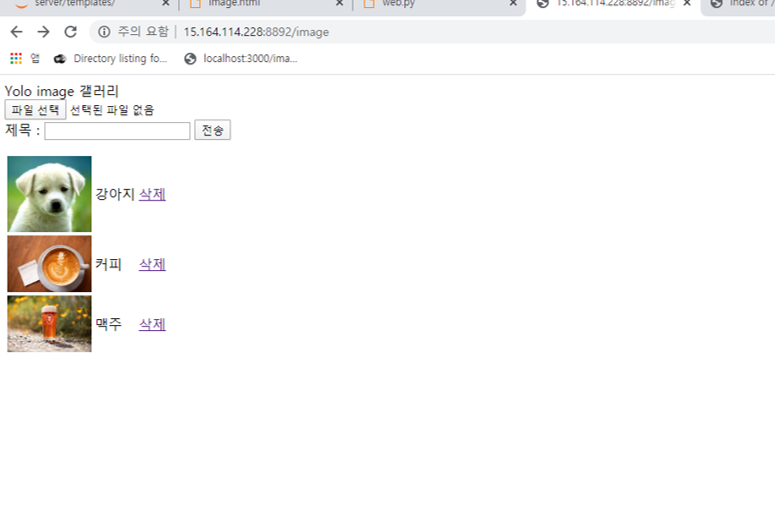 server/templates/ image.html web.py 15.164.114.228:8892/imag Index of /
주의 요함 15.164.114.228:8892/image
앱 Directory listing fo... localhost:3000/ima...
Yolo image 갤러리
파일 선택 선택된 파일 없음
제목 : 전송
강아지 삭제
커피 삭제
맥주 삭제